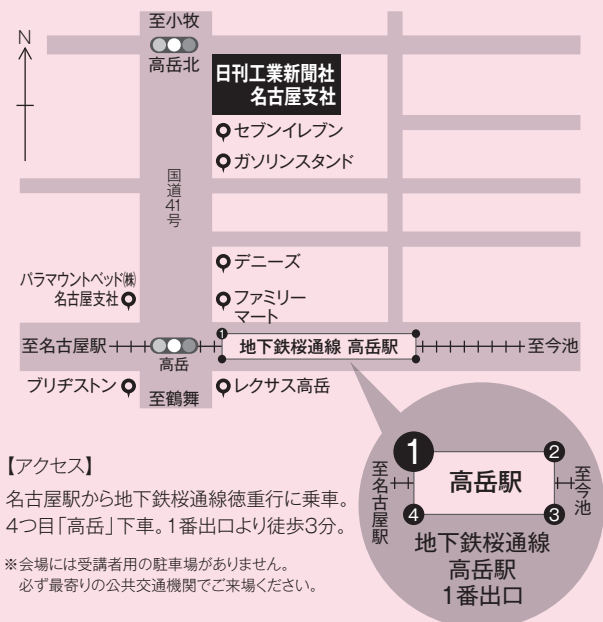 至小牧
N
高岳北
日刊工業新聞社
名古屋支社
セブンイレブン
ガソリンスタンド
国道41号
デニーズ
パラマウントベッド㈱
名古屋支社
ファミリー
マート
至名古屋駅
1
地下鉄桜通線 高岳駅
至今池
高岳
ブリヂストン
至鶴舞
レクサス高岳
【アクセス】
名古屋駅から地下鉄桜通線徳重行に乗車。
4つ目「高岳」下車。1番出口より徒歩3分。
※会場には受講者用の駐車場がありません。
必ず最寄りの公共交通機関でご来場ください。
1
2
至名古屋駅
高岳駅
至今池
4
3
地下鉄桜通線
高岳駅
1番出口